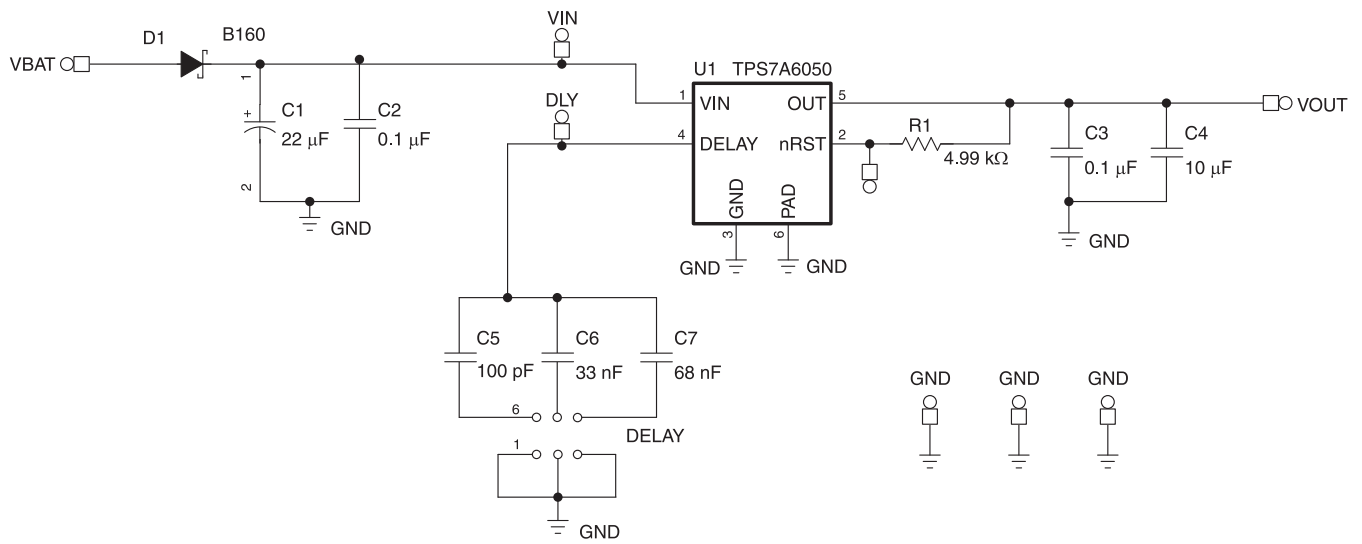 VIN
D1 B160
VBAT
U1 TPS7A6050
1
DLY
1 VIN OUT 5
VOUT
+
C1
22 μF
C2
0.1 μF
4 DELAY nRST 2
R1
4.99 kΩ
C3
0.1 μF
C4
10 μF
2
GND
GND PAD
3 6
GND
GND GND
C5
100 pF
C6
33 nF
C7
68 nF
GND GND GND
6
DELAY
1
GND